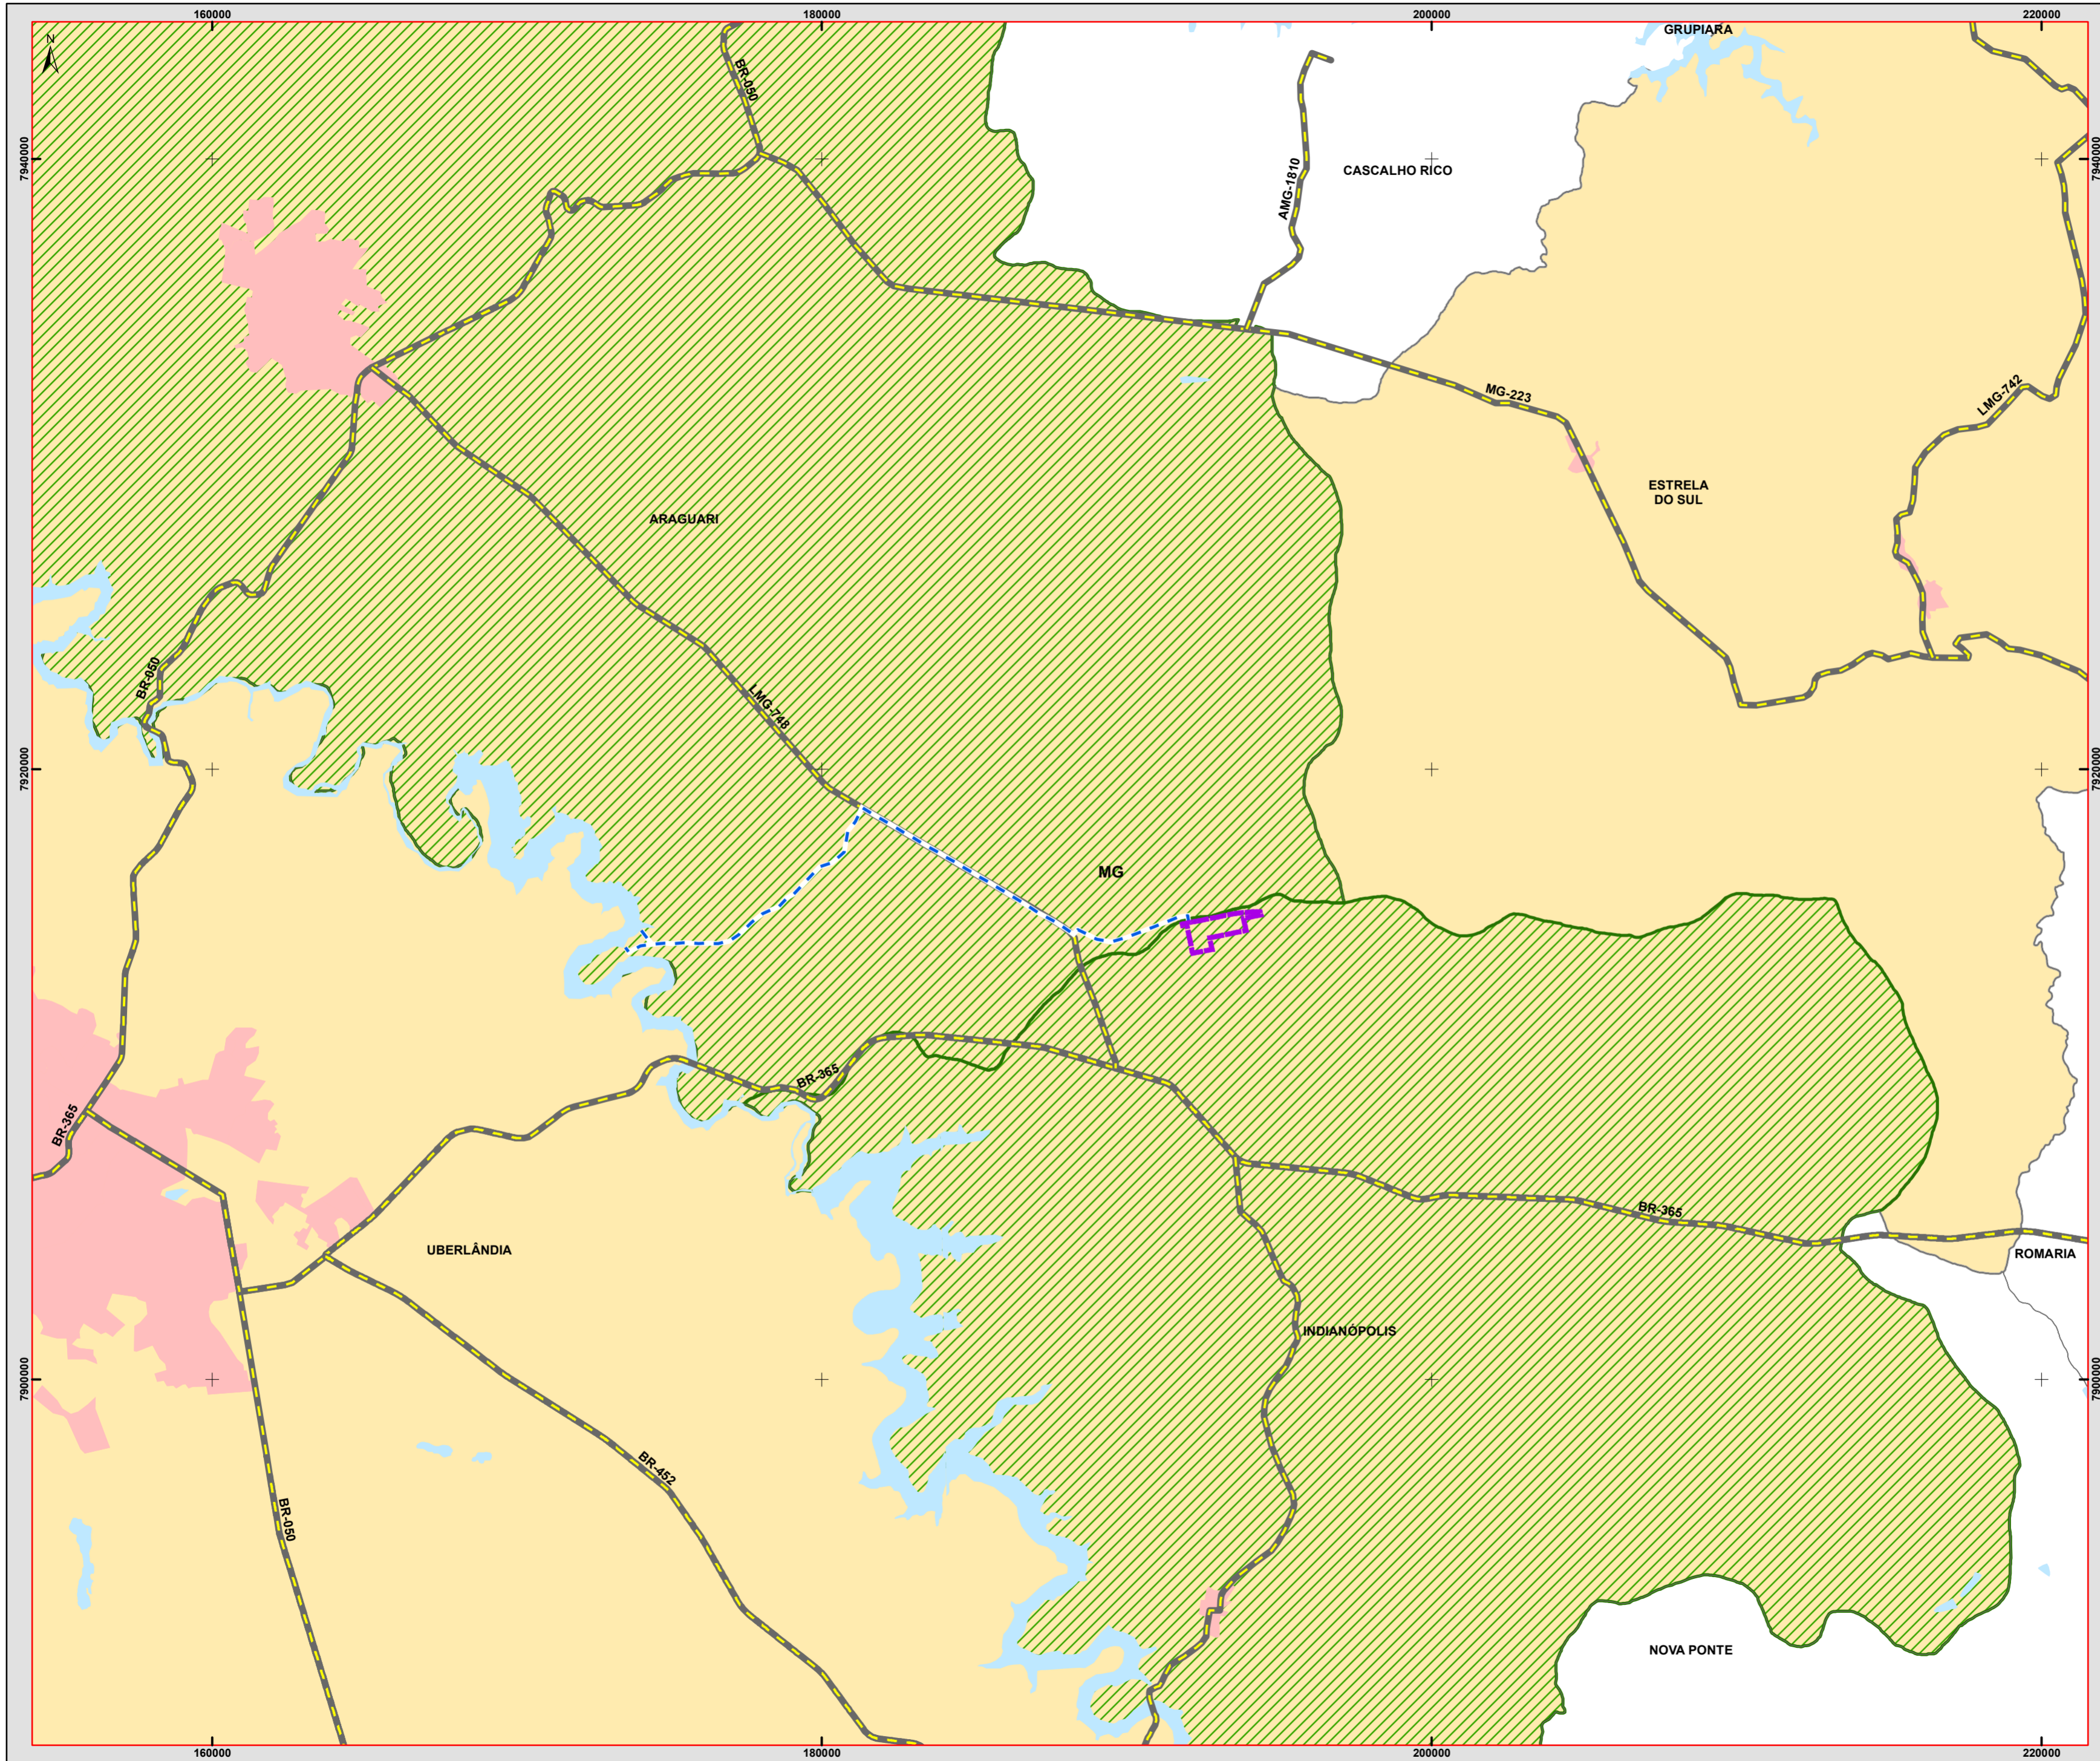 160000
180000
200000
220000
GRUPIARA
N
BR-050
7940000
7940000
AMG-1810
CASCALHO RICO
MG-223
LMG-742
ESTRELA
DO SUL
ARAGUARI
BR-050
LMG-748
7920000
7920000
MG
BR-365
BR-365
BR-365
UBERLÂNDIA
ROMARIA
INDIANÓPOLIS
7900000
7900000
BR-452
BR-050
NOVA PONTE
160000
180000
200000
220000